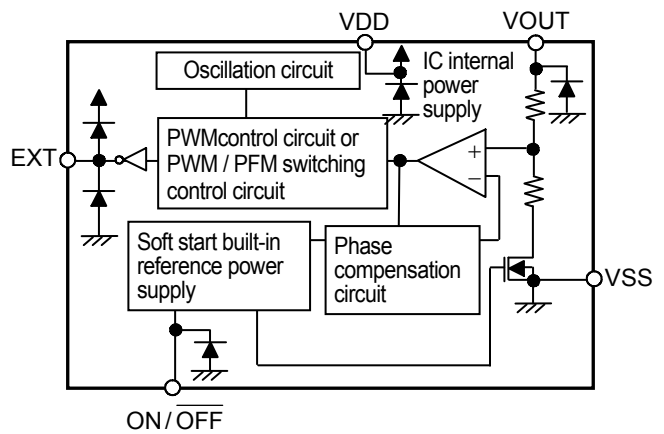 VDD
VOUT
Oscillation circuit
IC internal
power
supply
EXT
PWMcontrol circuit or
PWM / PFM switching
control circuit
+
−
Soft start built-in
reference power
supply
Phase
compensation
circuit
VSS
ON/OFF